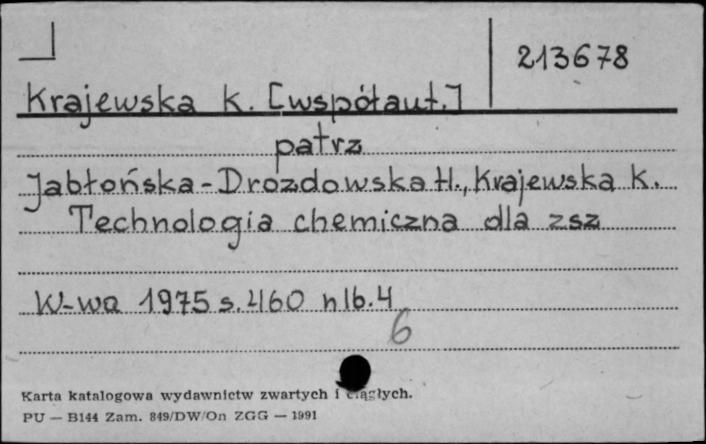 213678
Krajewska K. [współaut.]
patrz
Jabłońska-Drozdowska H., Krajewska K.
Technologia chemiczna dla zsz
W-wa 1975 s. 460 nlb. 4
6
Karta katalogowa wydawnictw zwartych i ciągłych.
PU — B144 Zam. 849/DW/On ZGG — 1991